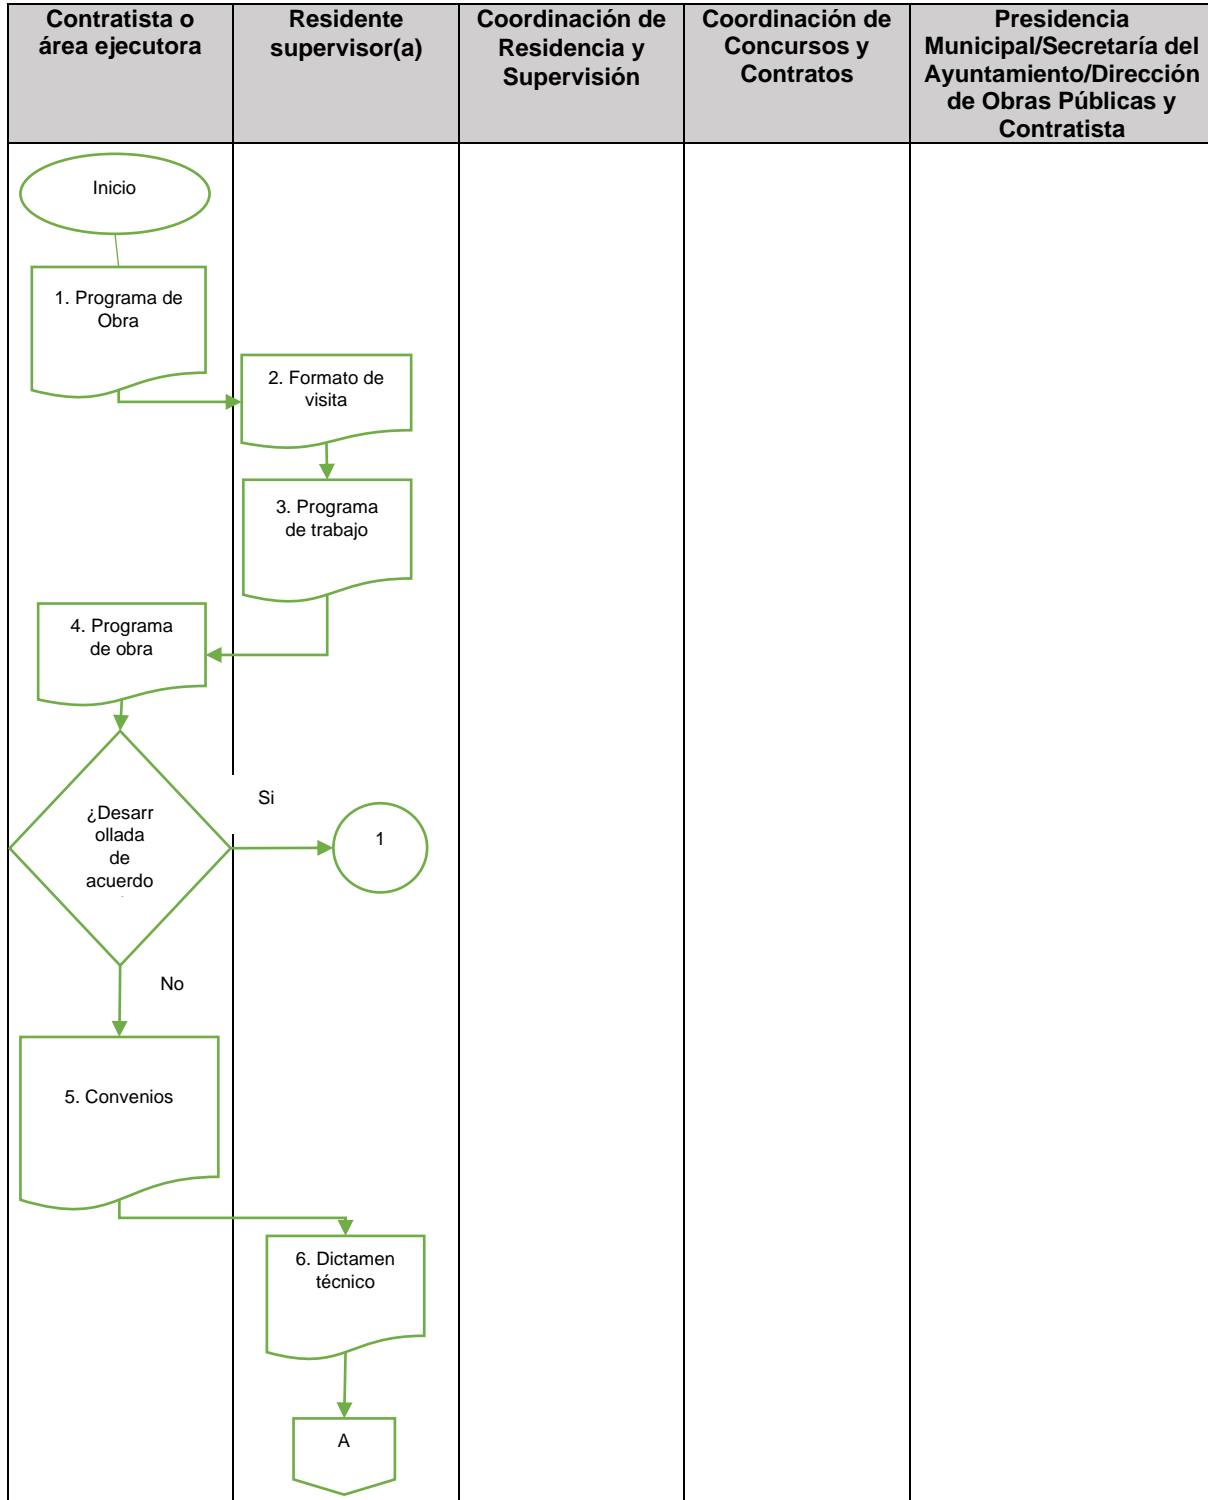 Contratista o
área ejecutora
Residente
supervisor(a)
Coordinación de
Residencia y
Supervisión
Coordinación de
Concursos y
Contratos
Presidencia
Municipal/Secretaría del
Ayuntamiento/Dirección
de Obras Públicas y
Contratista
Inicio
1. Programa de
Obra
2. Formato de
visita
3. Programa
de trabajo
4. Programa
de obra
¿Desarr
ollada
de
acuerdo
Si
1
No
5. Convenios
6. Dictamen
técnico
A